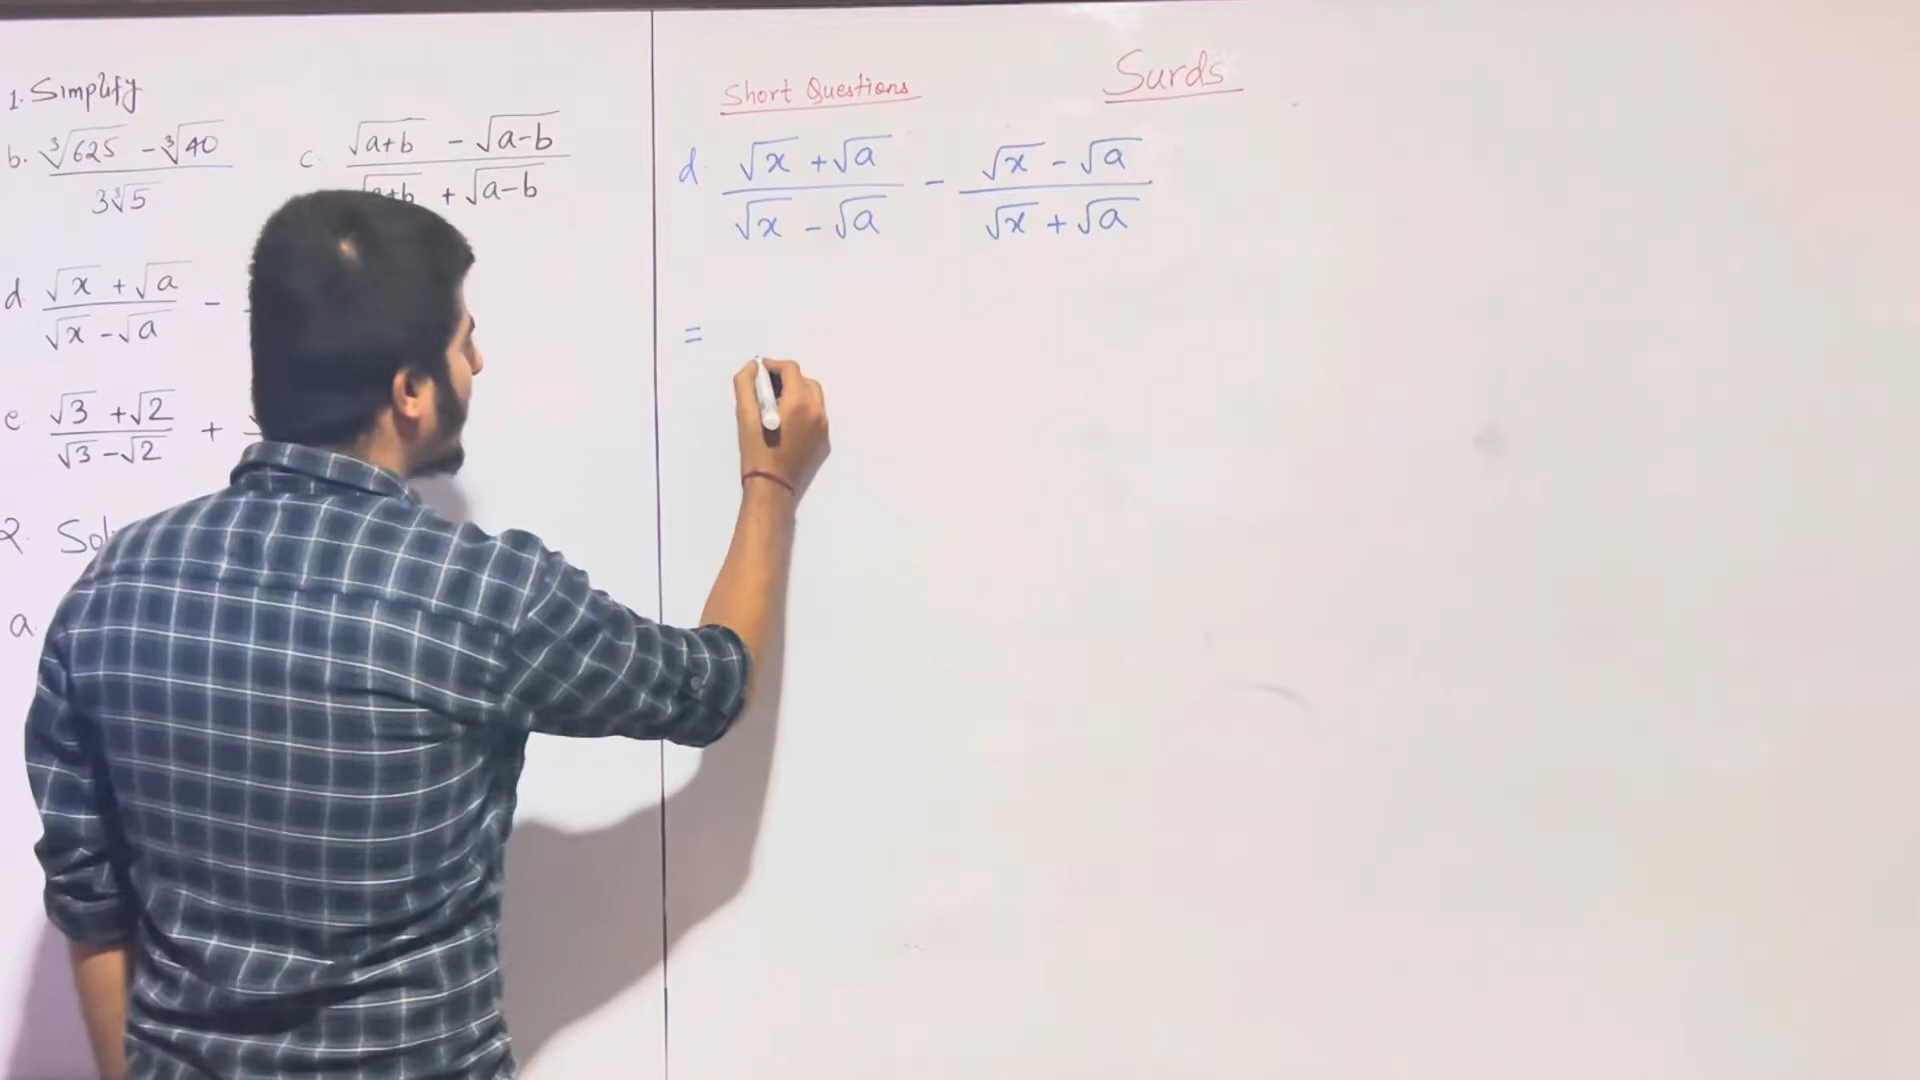 1. Simplify
b. (∛625 - ∛40) / (3∛5)
c. (√(a+b) - √(a-b)) / (√(a+b) + √(a-b))
d. (√x + √a) / (√x - √a) -
e. (√3 + √2) / (√3 - √2) +
2. Sol
a.
Short Questions
Surds
d. (√x + √a) / (√x - √a) - (√x - √a) / (√x + √a)
=